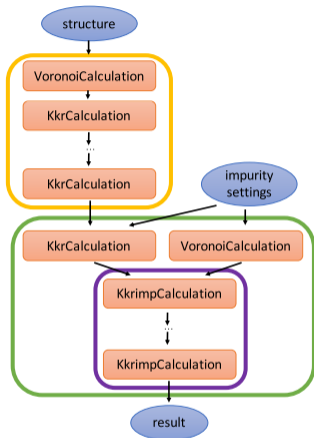 structure
VoronoiCalculation
KkrCalculation
...
KkrCalculation
impurity
settings
KkrCalculation
VoronoiCalculation
KkrimpCalculation
...
KkrimpCalculation
result